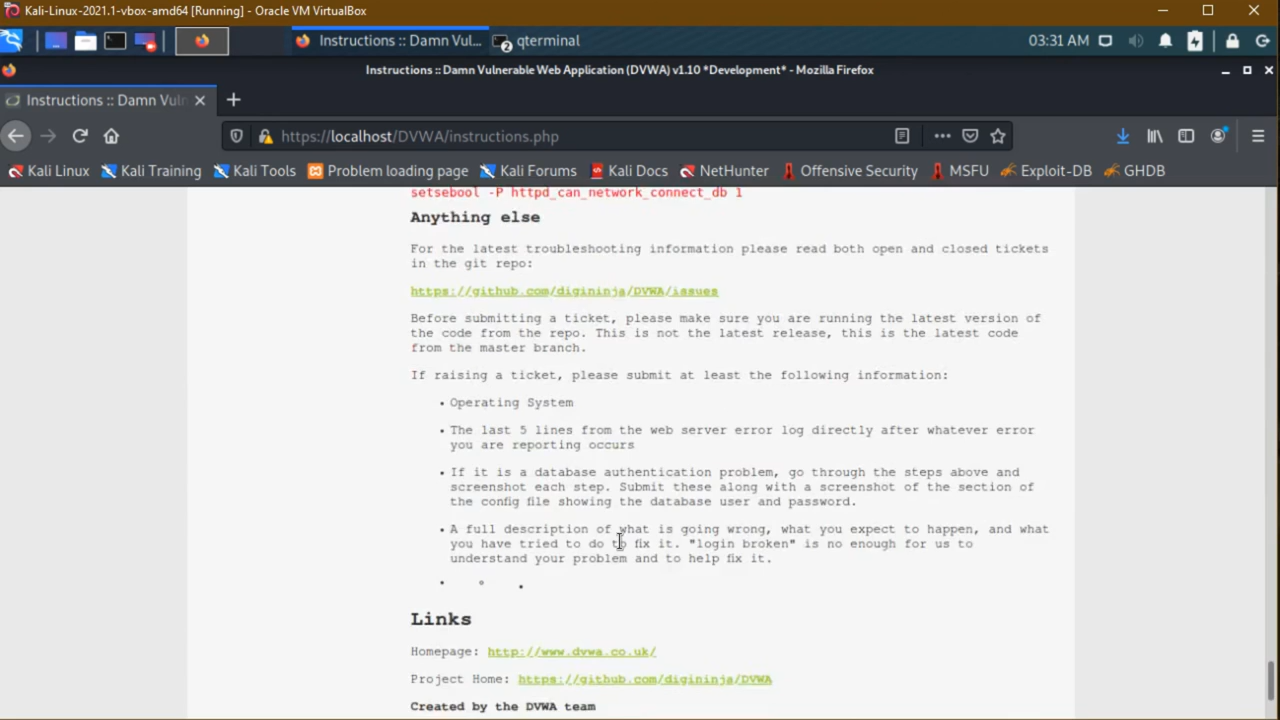 Kali-Linux-2021.1-vbox-amd64 [Running] - Oracle VM VirtualBox
Instructions :: Damn Vul... qterminal 03:31 AM
Instructions :: Damn Vulnerable Web Application (DVWA) v1.10 *Development* - Mozilla Firefox
Instructions :: Damn Vuln
https://localhost/DVWA/instructions.php
Kali Linux Kali Training Kali Tools Problem loading page Kali Forums Kali Docs NetHunter Offensive Security MSFU Exploit-DB GHDB
setsebool -P httpd_can_network_connect_db 1
Anything else
For the latest troubleshooting information please read both open and closed tickets
in the git repo:
https://github.com/digininja/DVWA/issues
Before submitting a ticket, please make sure you are running the latest version of
the code from the repo. This is not the latest release, this is the latest code
from the master branch.
If raising a ticket, please submit at least the following information:
• Operating System
• The last 5 lines from the web server error log directly after whatever error
you are reporting occurs
• If it is a database authentication problem, go through the steps above and
screenshot each step. Submit these along with a screenshot of the section of
the config file showing the database user and password.
• A full description of what is going wrong, what you expect to happen, and what
you have tried to do to fix it. "login broken" is no enough for us to
understand your problem and to help fix it.
Links
Homepage: http://www.dvwa.co.uk/
Project Home: https://github.com/digininja/DVWA
Created by the DVWA team